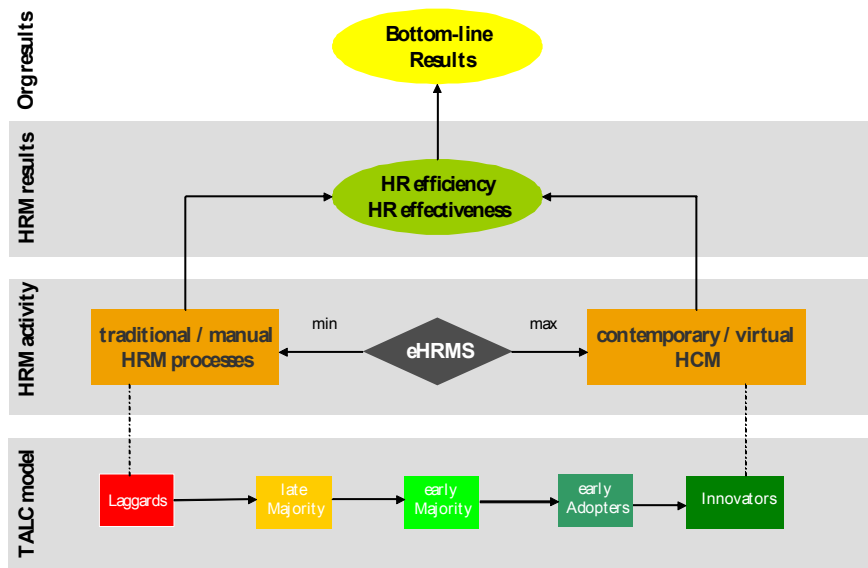 Org results
Bottom-line
Results
HRM results
HR efficiency
HR effectiveness
HRM activity
traditional / manual
HRM processes
min
eHRMS
max
contemporary / virtual
HCM
TALC model
Laggards
late
Majority
early
Majority
early
Adopters
Innovators